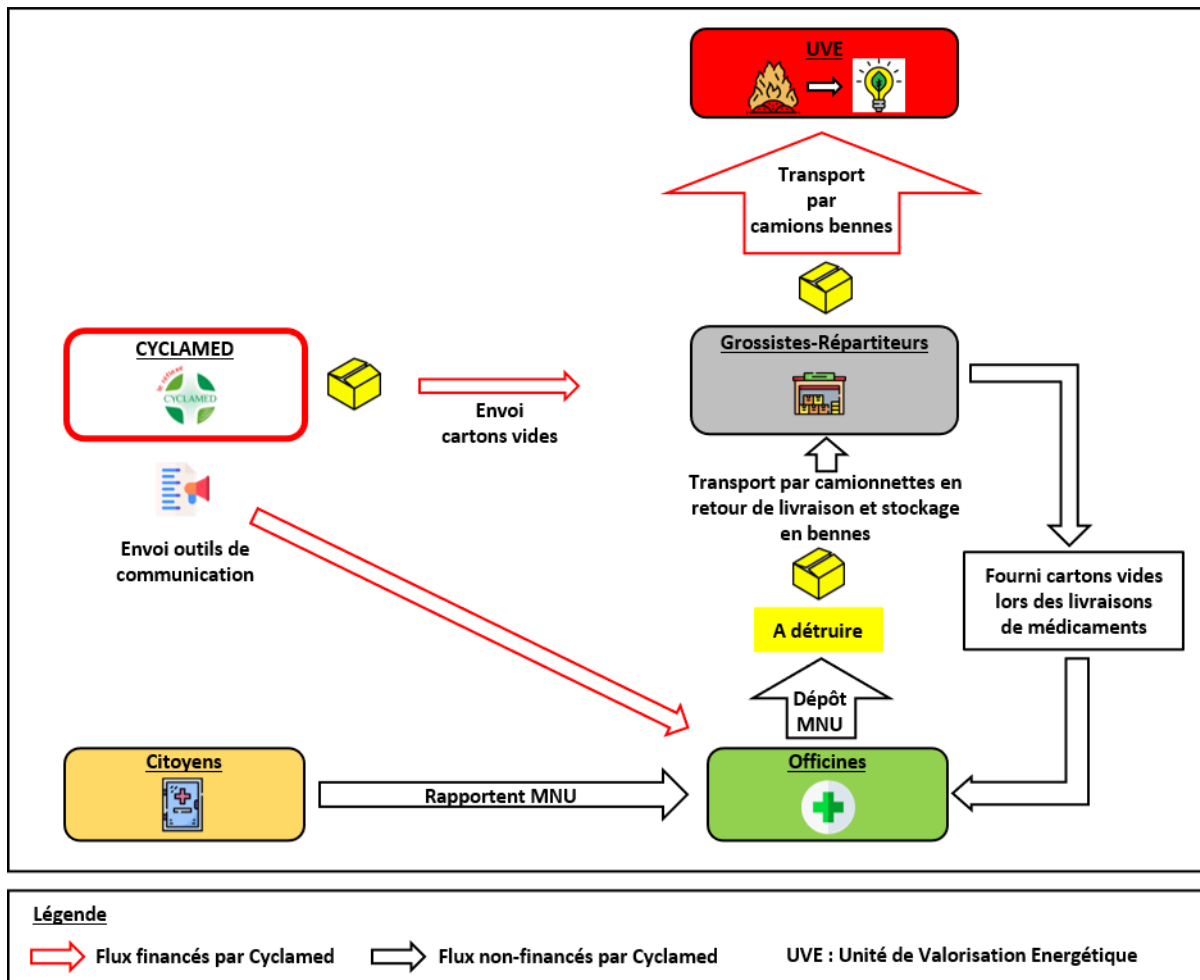 UVE
Transport
par
camions bennes
CYCLAMED
le réflexe
CYCLAMED
Envoi
cartons vides
Grossistes-Répartiteurs
Transport par camionnettes en
retour de livraison et stockage
en bennes
Envoi outils de
communication
Fourni cartons vides
lors des livraisons
de médicaments
A détruire
Dépôt
MNU
Citoyens
Rapportent MNU
Officines
Légende
Flux financés par Cyclamed
Flux non-financés par Cyclamed
UVE : Unité de Valorisation Energétique